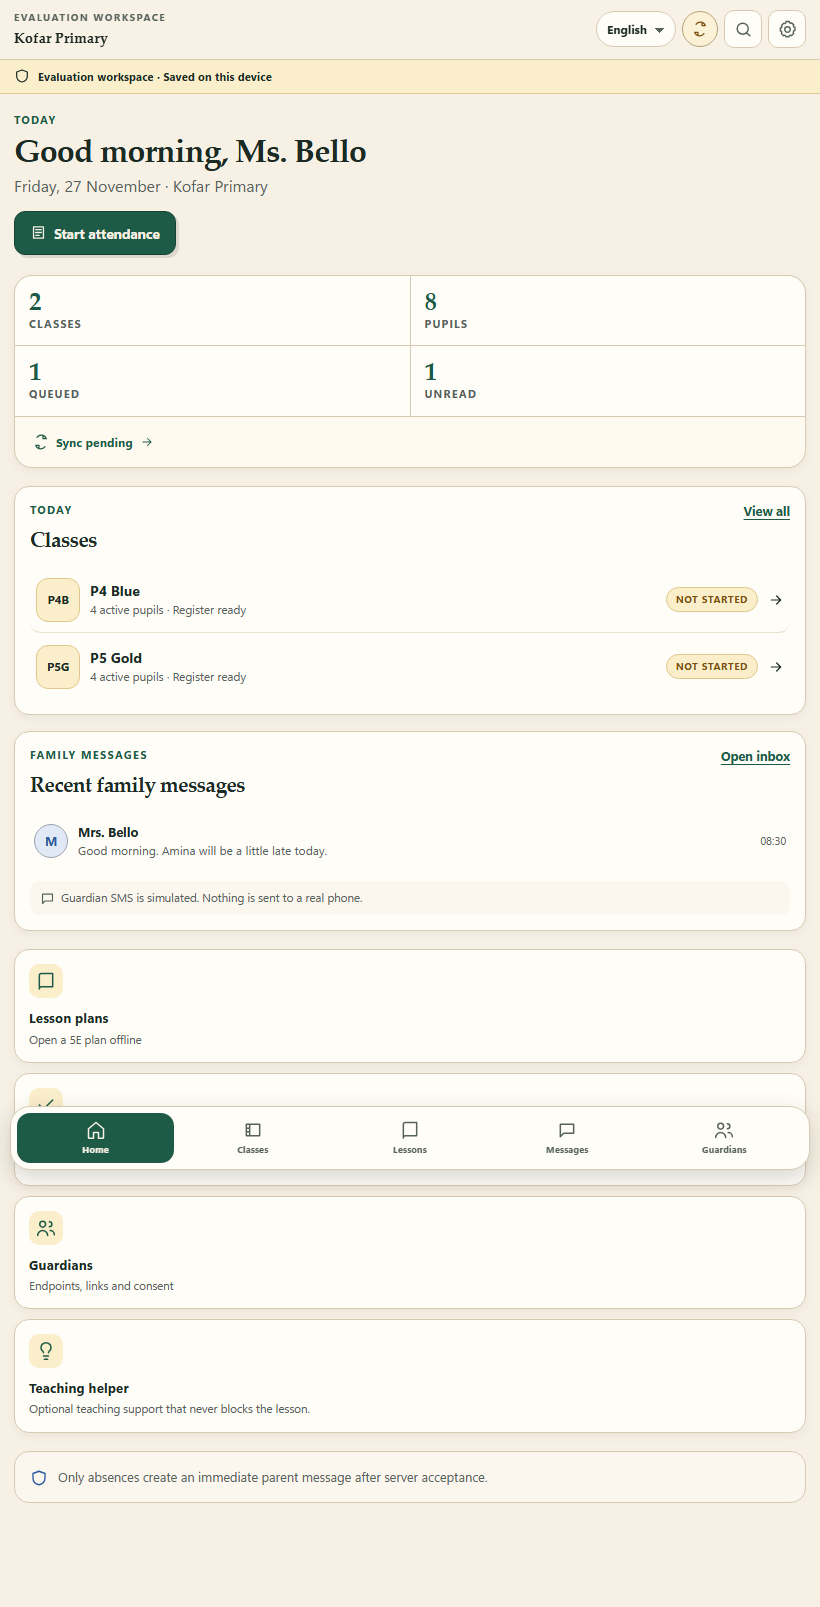 EVALUATION WORKSPACE
Kofar Primary
English
Evaluation workspace · Saved on this device
TODAY
Good morning, Ms. Bello
Friday, 27 November · Kofar Primary
Start attendance
2
CLASSES
8
PUPILS
1
QUEUED
1
UNREAD
Sync pending →
TODAY
View all
Classes
P4B
P4 Blue
4 active pupils · Register ready
NOT STARTED →
P5G
P5 Gold
4 active pupils · Register ready
NOT STARTED →
FAMILY MESSAGES
Open inbox
Recent family messages
M
Mrs. Bello
Good morning. Amina will be a little late today.
08:30
Guardian SMS is simulated. Nothing is sent to a real phone.
Lesson plans
Open a 5E plan offline
Home
Classes
Lessons
Messages
Guardians
Guardians
Endpoints, links and consent
Teaching helper
Optional teaching support that never blocks the lesson.
Only absences create an immediate parent message after server acceptance.